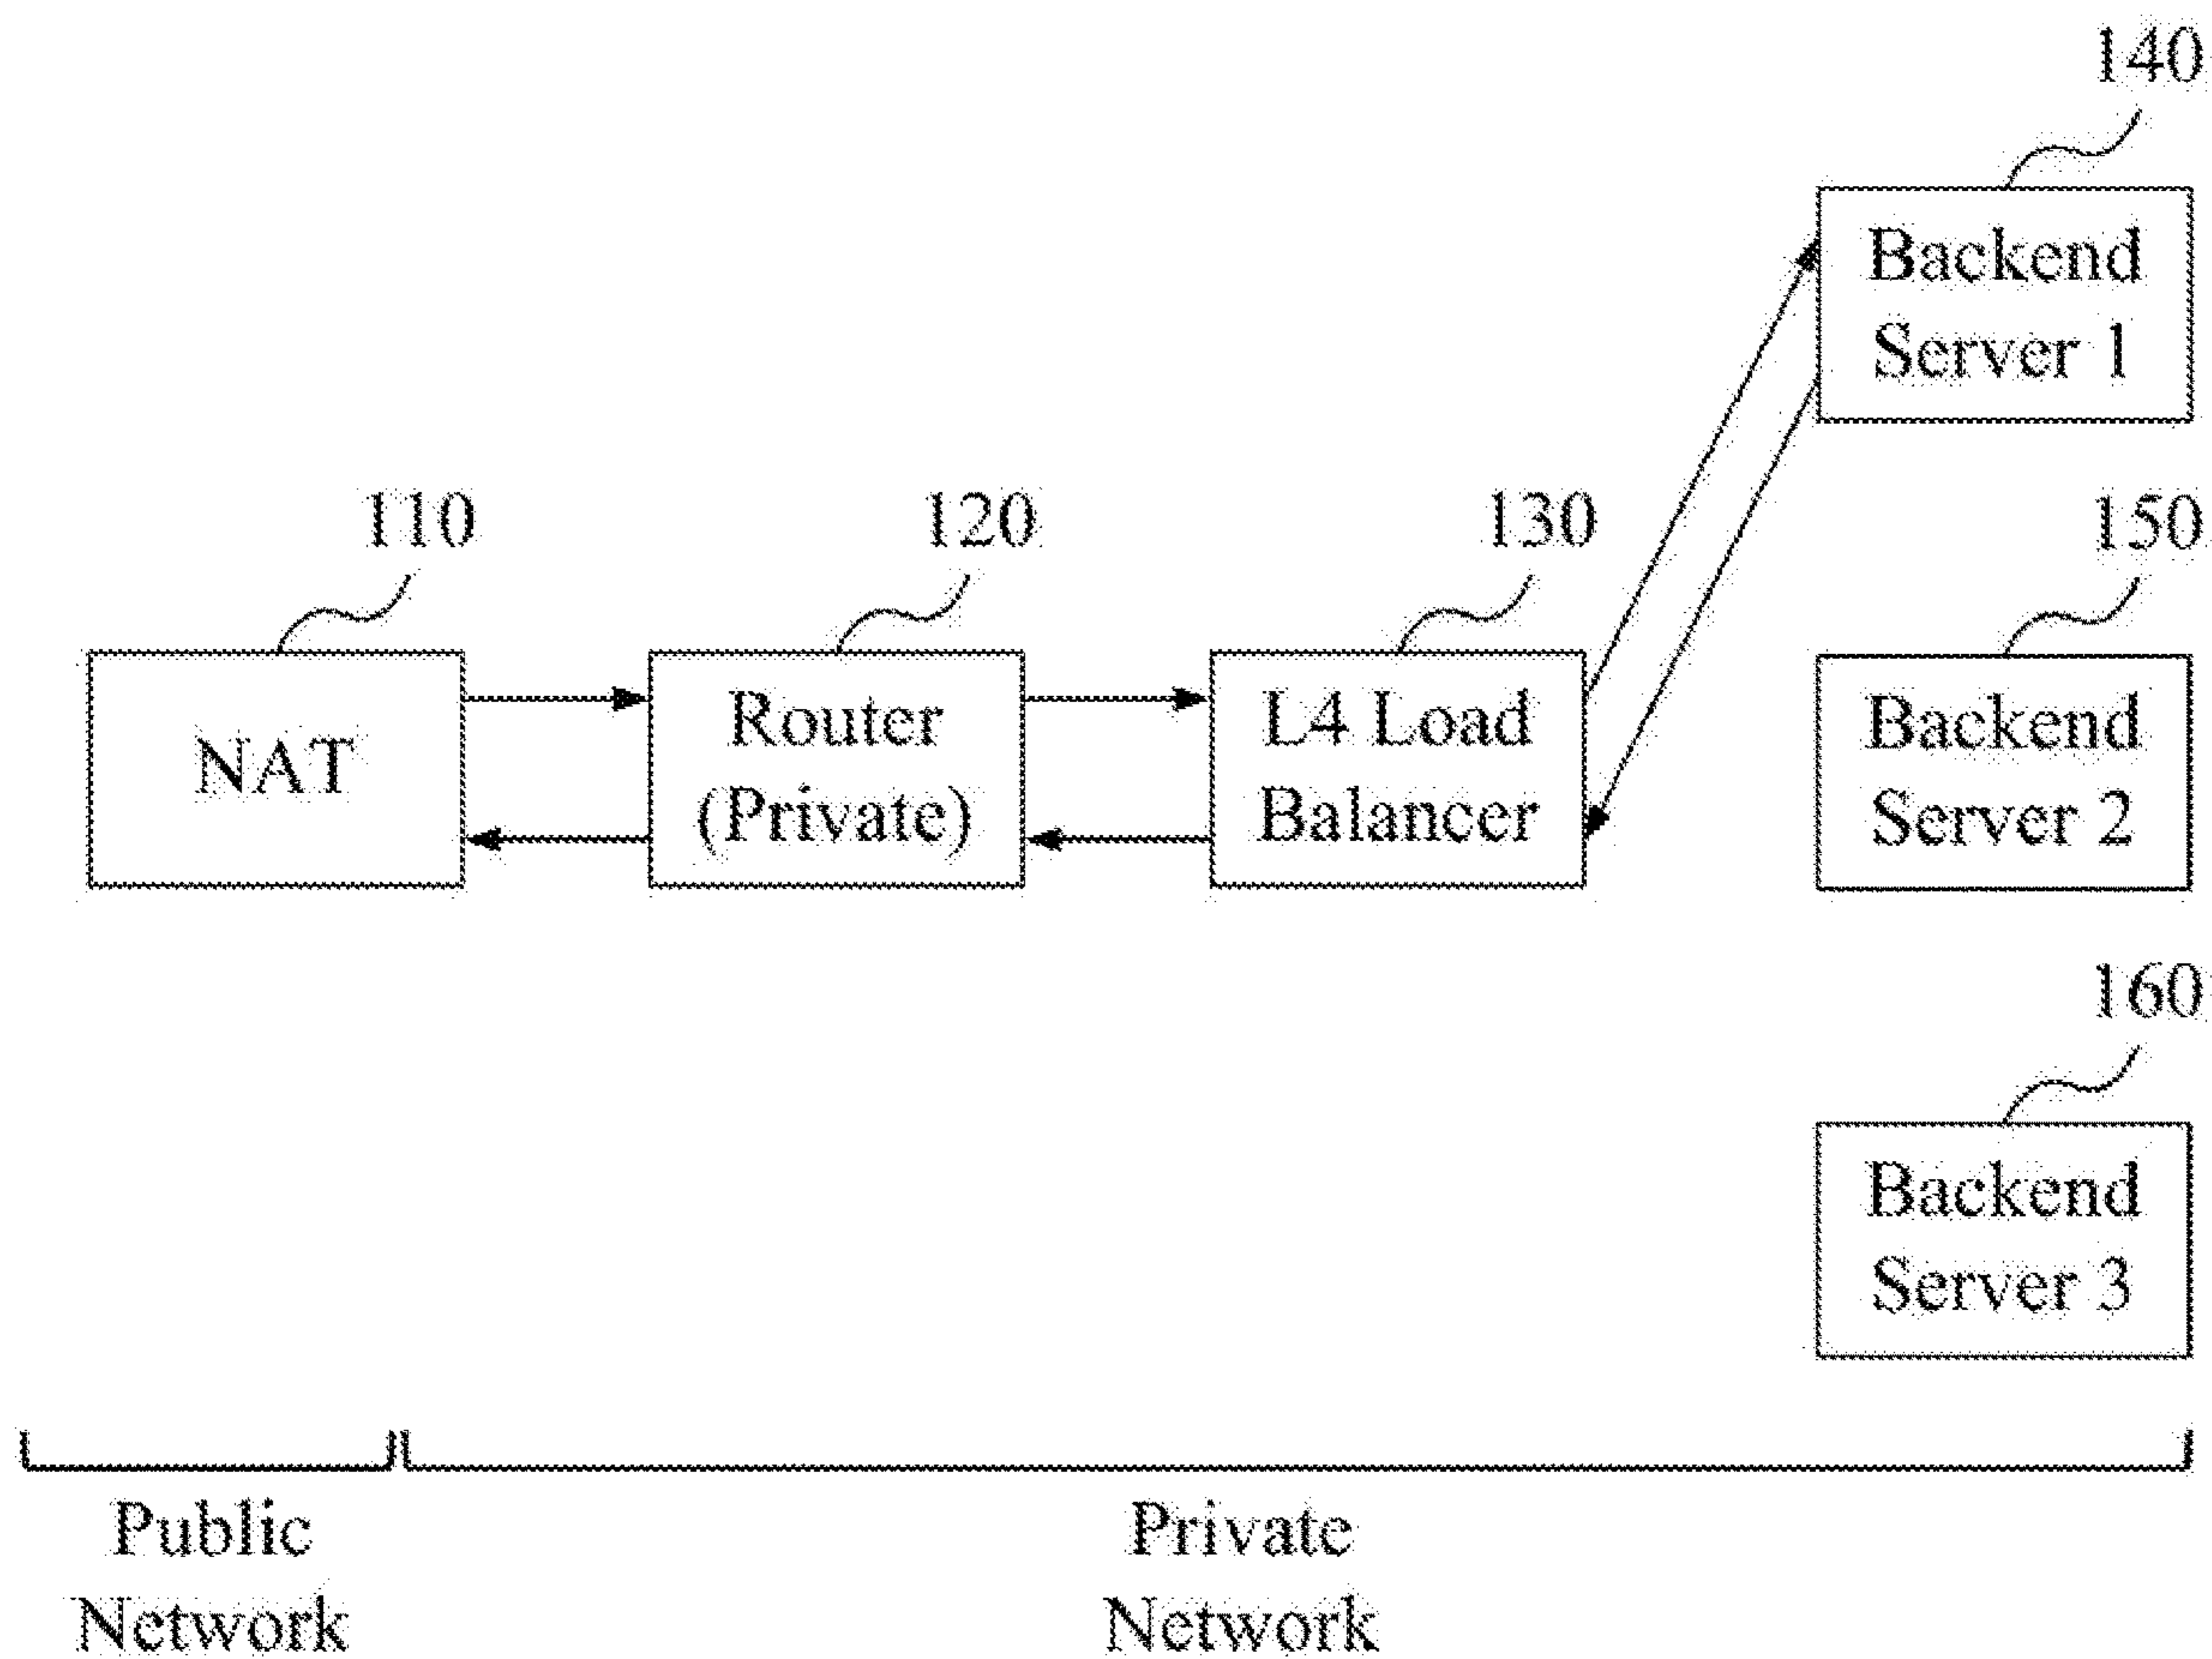 140
Backend
Server 1
110
120
130
150
NAT
Router
(Private)
L4 Load
Balancer
Backend
Server 2
160
Backend
Server 3
Public
Network
Private
Network